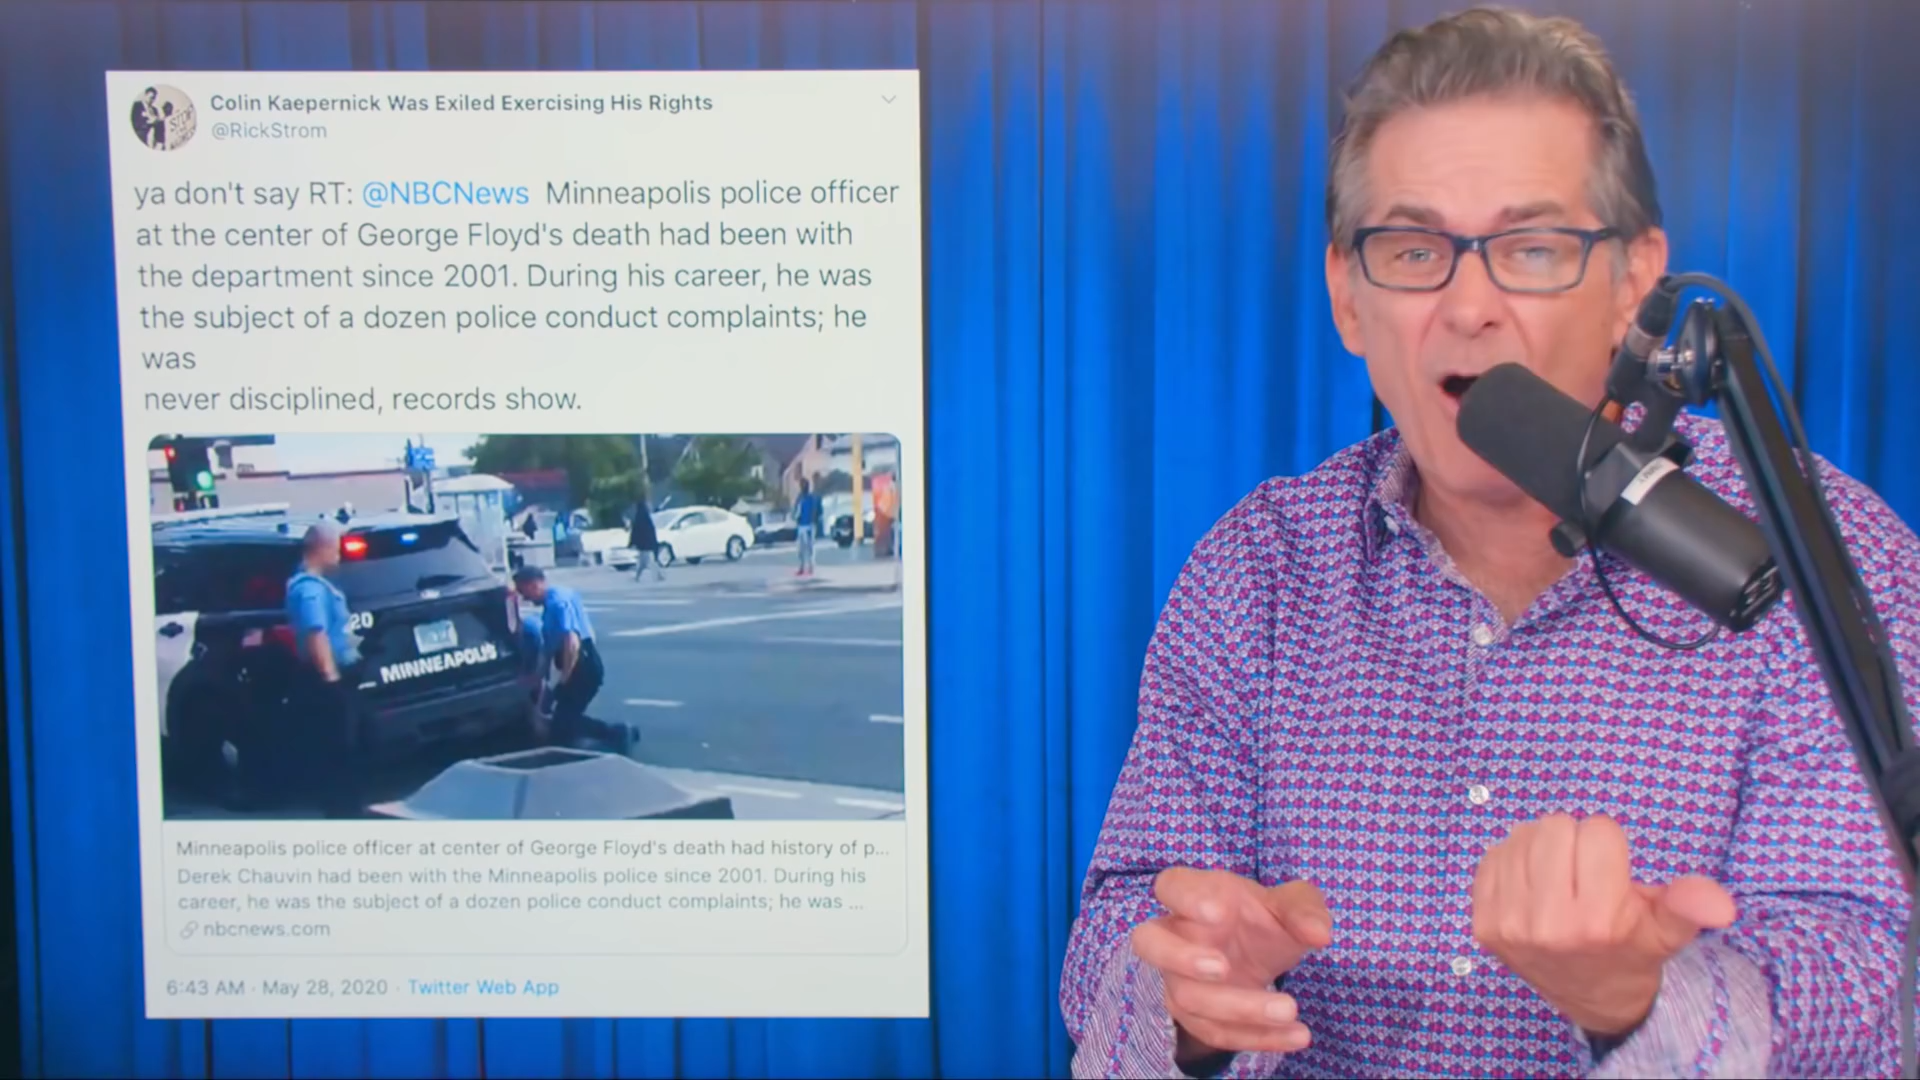 Colin Kaepernick Was Exiled Exercising His Rights
@RickStrom
ya don't say RT: @NBCNews Minneapolis police officer
at the center of George Floyd's death had been with
the department since 2001. During his career, he was
the subject of a dozen police conduct complaints; he
was
never disciplined, records show.
20
MINNEAPOLIS
Minneapolis police officer at center of George Floyd's death had history of p...
Derek Chauvin had been with the Minneapolis police since 2001. During his
career, he was the subject of a dozen police conduct complaints; he was ...
nbcnews.com
6:43 AM · May 28, 2020 · Twitter Web App